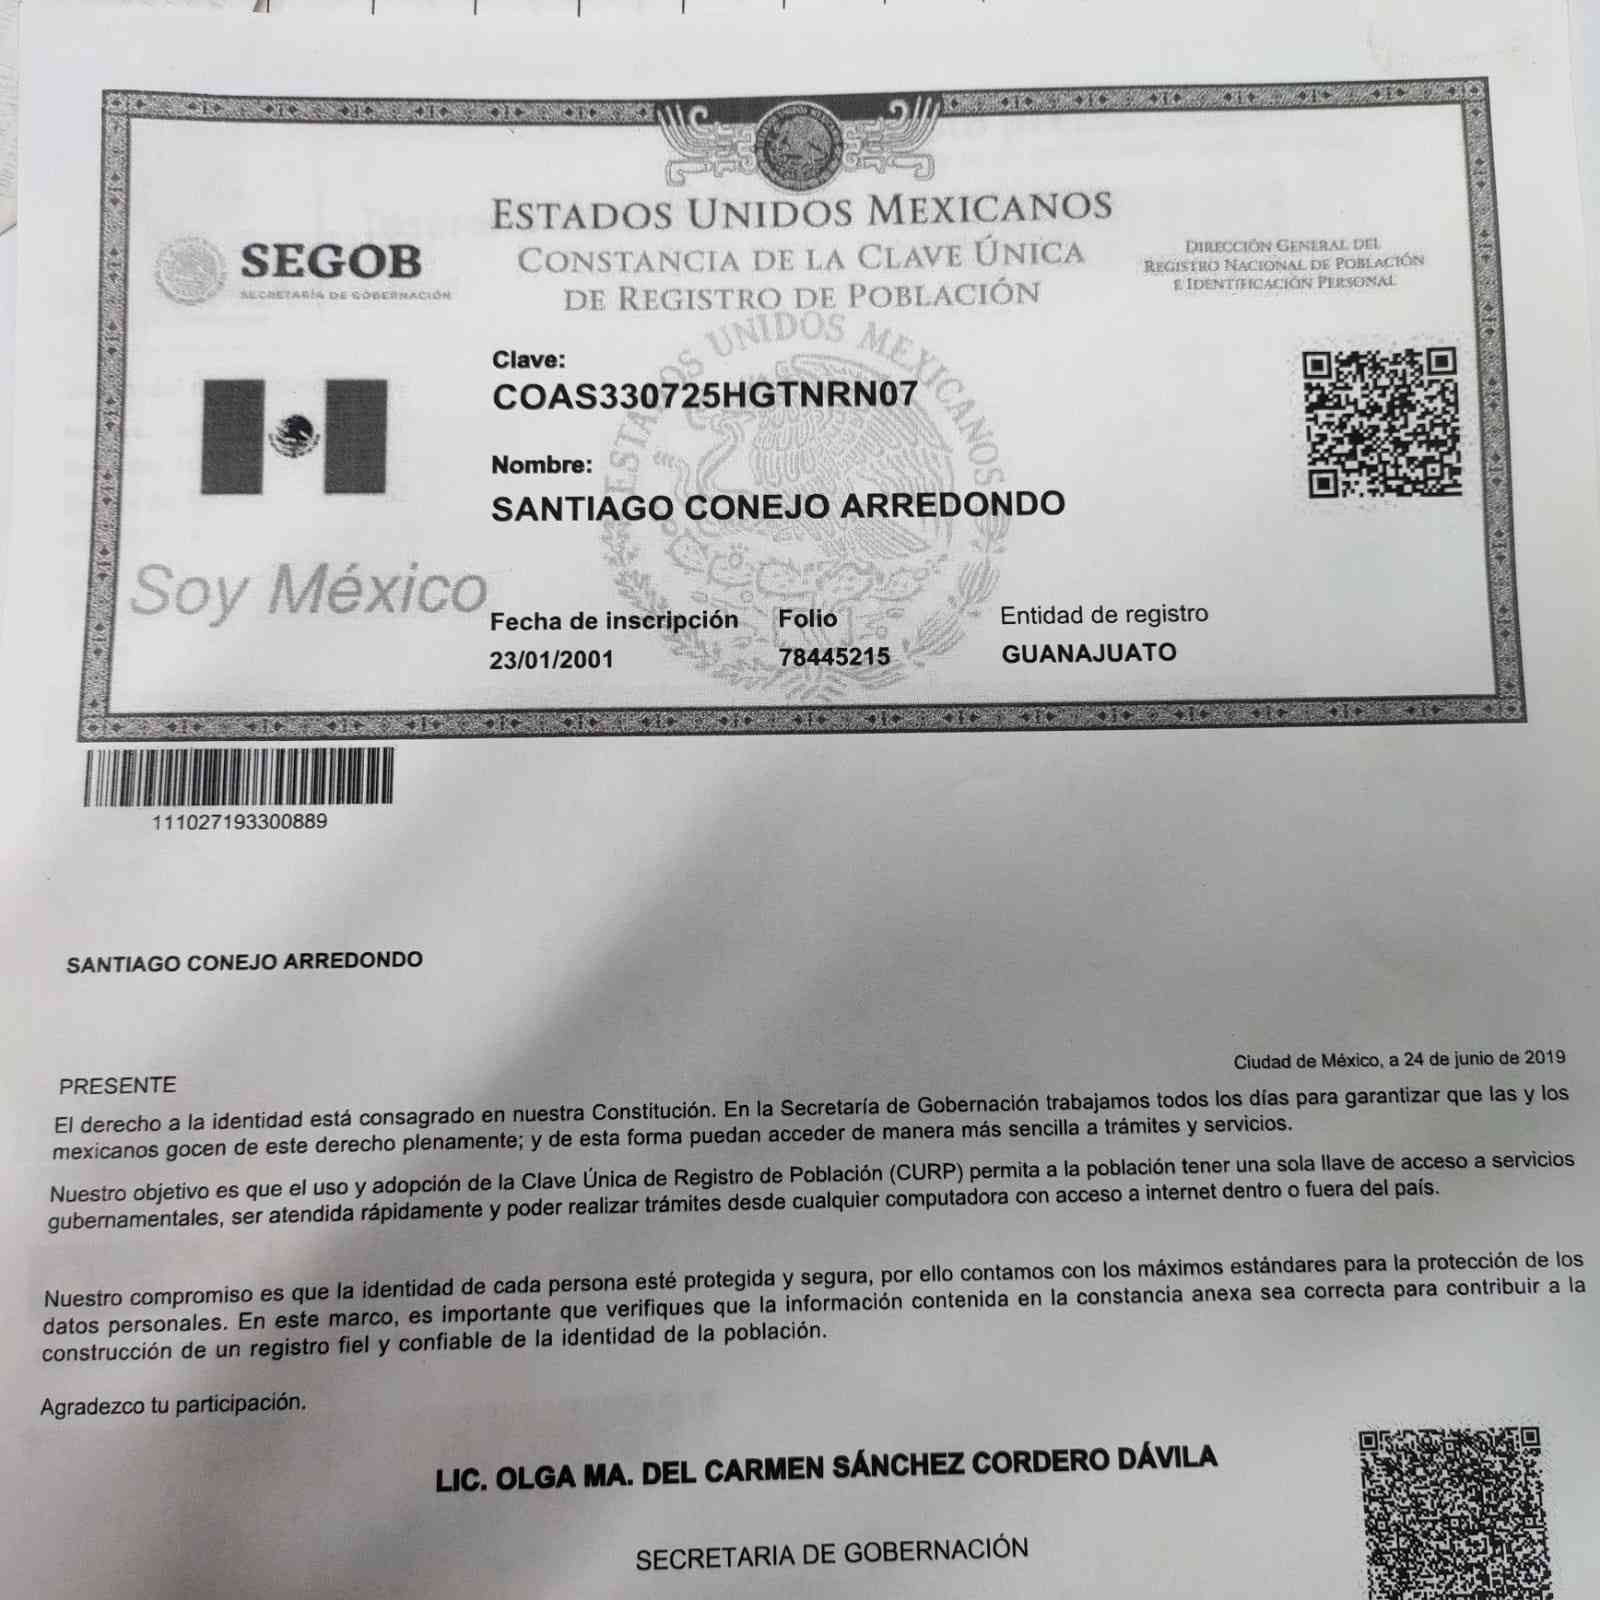 ESTADOS UNIDOS MEXICANOS
CONSTANCIA DE LA CLAVE ÚNICA
DE REGISTRO DE POBLACIÓN
SEGOB
SECRETARÍA DE GOBERNACIÓN
DIRECCIÓN GENERAL DEL
REGISTRO NACIONAL DE POBLACIÓN
E IDENTIFICACIÓN PERSONAL
ESTADOS UNIDOS MEXICANOS
Clave:
COAS330725HGTNRN07
Nombre:
SANTIAGO CONEJO ARREDONDO
Soy México
Fecha de inscripción Folio Entidad de registro
23/01/2001 78445215 GUANAJUATO
111027193300889
SANTIAGO CONEJO ARREDONDO
Ciudad de México, a 24 de junio de 2019
PRESENTE
El derecho a la identidad está consagrado en nuestra Constitución. En la Secretaría de Gobernación trabajamos todos los días para garantizar que las y los
mexicanos gocen de este derecho plenamente; y de esta forma puedan acceder de manera más sencilla a trámites y servicios.
Nuestro objetivo es que el uso y adopción de la Clave Única de Registro de Población (CURP) permita a la población tener una sola llave de acceso a servicios
gubernamentales, ser atendida rápidamente y poder realizar trámites desde cualquier computadora con acceso a internet dentro o fuera del país.
Nuestro compromiso es que la identidad de cada persona esté protegida y segura, por ello contamos con los máximos estándares para la protección de los
datos personales. En este marco, es importante que verifiques que la información contenida en la constancia anexa sea correcta para contribuir a la
construcción de un registro fiel y confiable de la identidad de la población.
Agradezco tu participación.
LIC. OLGA MA. DEL CARMEN SÁNCHEZ CORDERO DÁVILA
SECRETARIA DE GOBERNACIÓN